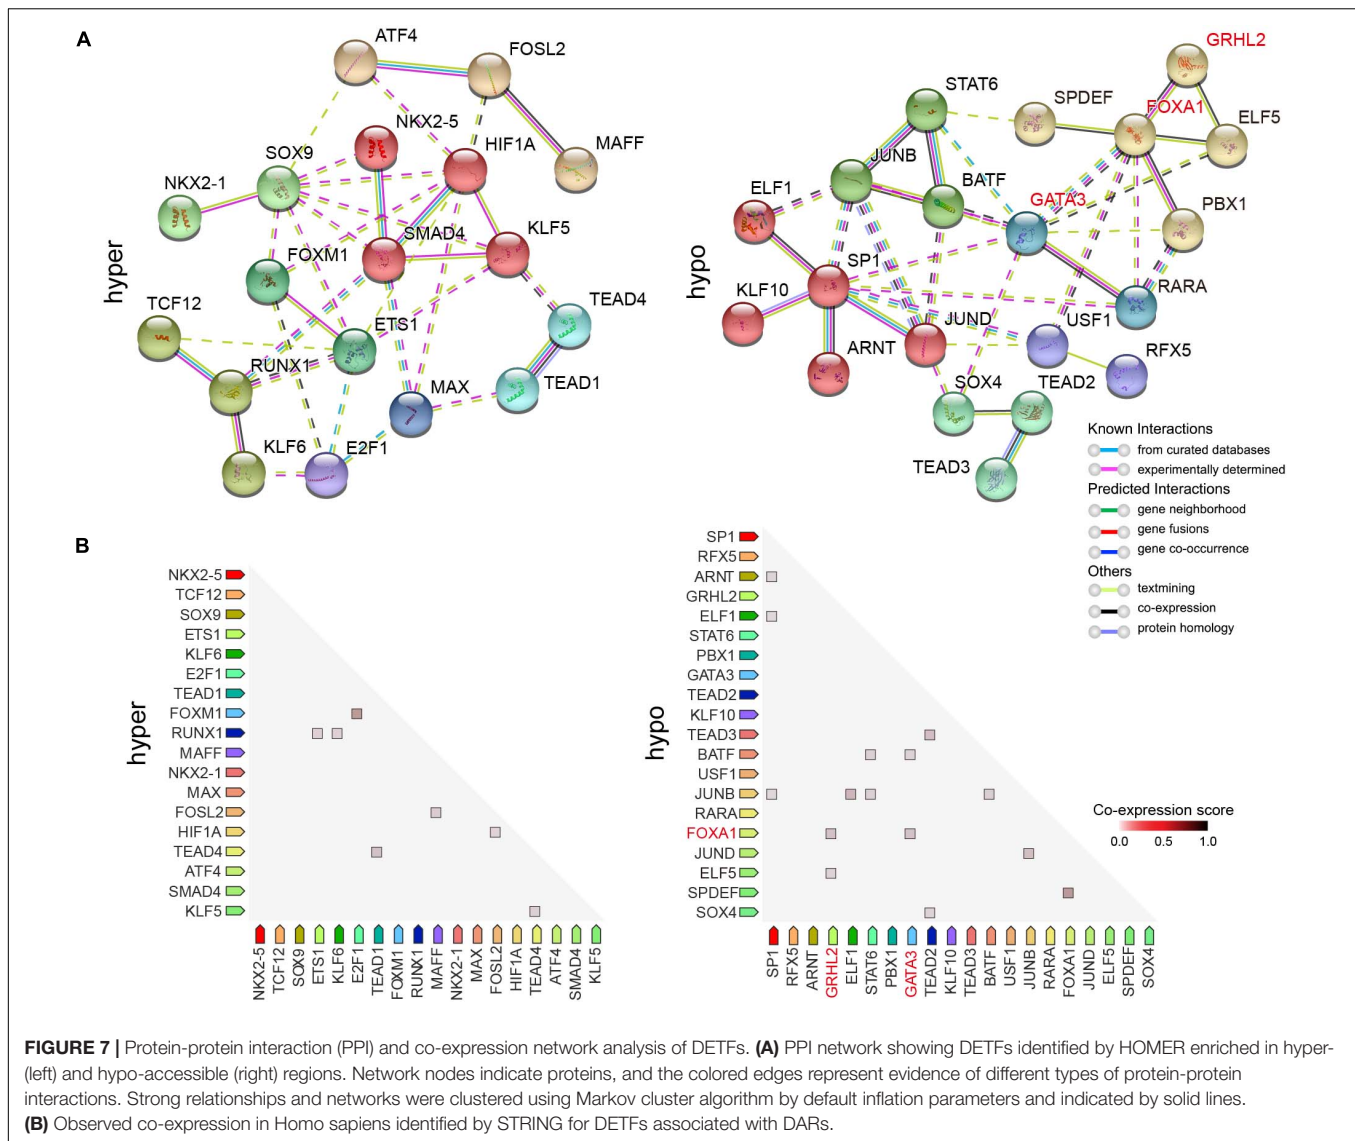 A
ATF4
FOSL2
NKX2-5
HIF1A
MAFF
SOX9
NKX2-1
SMAD4
KLF5
FOXM1
TEAD4
TCF12
ETS1
RUNX1
MAX
TEAD1
KLF6
E2F1
hyper
GRHL2
STAT6
SPDEF
FOXA1
ELF5
JUNB
BATF
ELF1
GATA3
PBX1
SP1
KLF10
RARA
JUND
USF1
ARNT
RFX5
SOX4
TEAD2
TEAD3
hypo
Known Interactions
from curated databases
experimentally determined
Predicted Interactions
gene neighborhood
gene fusions
gene co-occurrence
Others
textmining
co-expression
protein homology
B
hyper
NKX2-5
TCF12
SOX9
ETS1
KLF6
E2F1
TEAD1
FOXM1
RUNX1
MAFF
NKX2-1
MAX
FOSL2
HIF1A
TEAD4
ATF4
SMAD4
KLF5
NKX2-5
TCF12
SOX9
ETS1
KLF6
E2F1
TEAD1
FOXM1
RUNX1
MAFF
NKX2-1
MAX
FOSL2
HIF1A
TEAD4
ATF4
SMAD4
KLF5
hypo
SP1
RFX5
ARNT
GRHL2
ELF1
STAT6
PBX1
GATA3
TEAD2
KLF10
TEAD3
BATF
USF1
JUNB
RARA
FOXA1
JUND
ELF5
SPDEF
SOX4
SP1
RFX5
ARNT
GRHL2
ELF1
STAT6
PBX1
GATA3
TEAD2
KLF10
TEAD3
BATF
USF1
JUNB
RARA
FOXA1
JUND
ELF5
SPDEF
SOX4
Co-expression score
0.0 0.5 1.0
FIGURE 7 | Protein-protein interaction (PPI) and co-expression network analysis of DETFs. (A) PPI network showing DETFs identified by HOMER enriched in hyper-
(left) and hypo-accessible (right) regions. Network nodes indicate proteins, and the colored edges represent evidence of different types of protein-protein
interactions. Strong relationships and networks were clustered using Markov cluster algorithm by default inflation parameters and indicated by solid lines.
(B) Observed co-expression in Homo sapiens identified by STRING for DETFs associated with DARs.